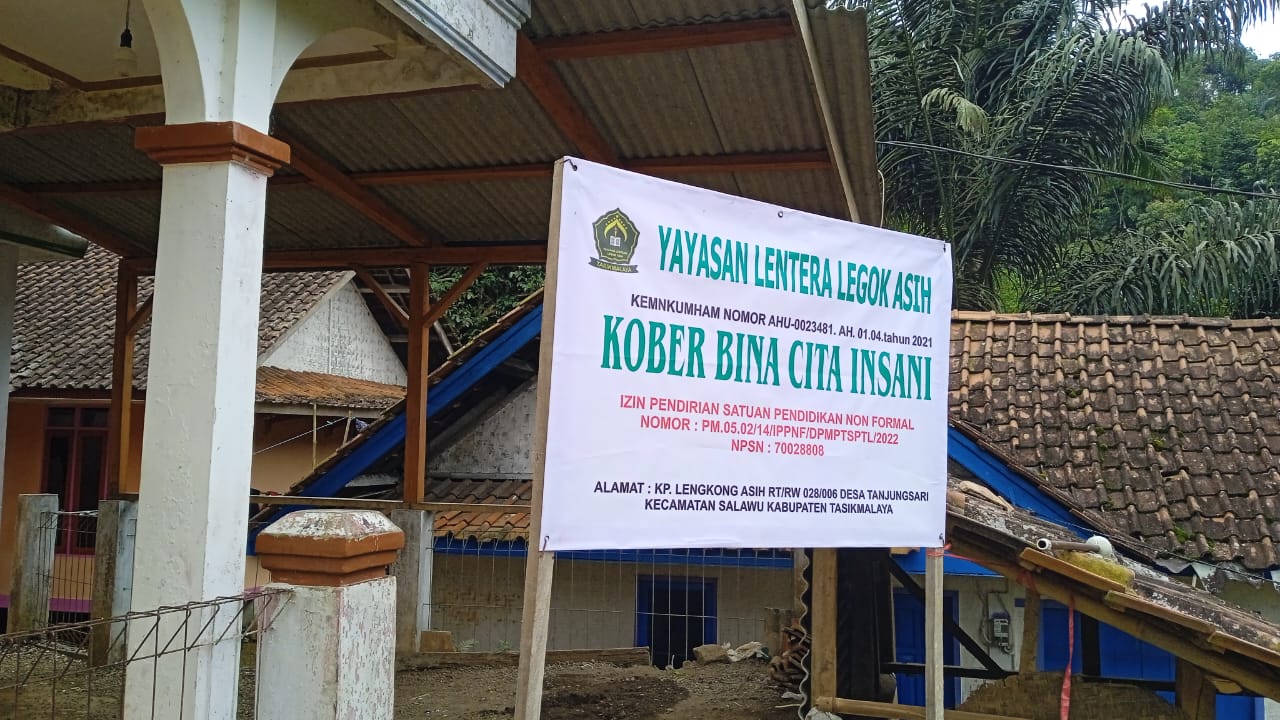 YAYASAN LENTERA LEGOK ASIH
KEMNKUMHAM NOMOR AHU-0023481. AH. 01.04.tahun 2021
KOBER BINA CITA INSANI
IZIN PENDIRIAN SATUAN PENDIDIKAN NON FORMAL
NOMOR : PM.05.02/14/IPPNF/DPMPTSPTL/2022
NPSN : 70028808
ALAMAT : KP. LENGKONG ASIH RT/RW 028/006 DESA TANJUNGSARI
KECAMATAN SALAWU KABUPATEN TASIKMALAYA
TASIKMALAYA